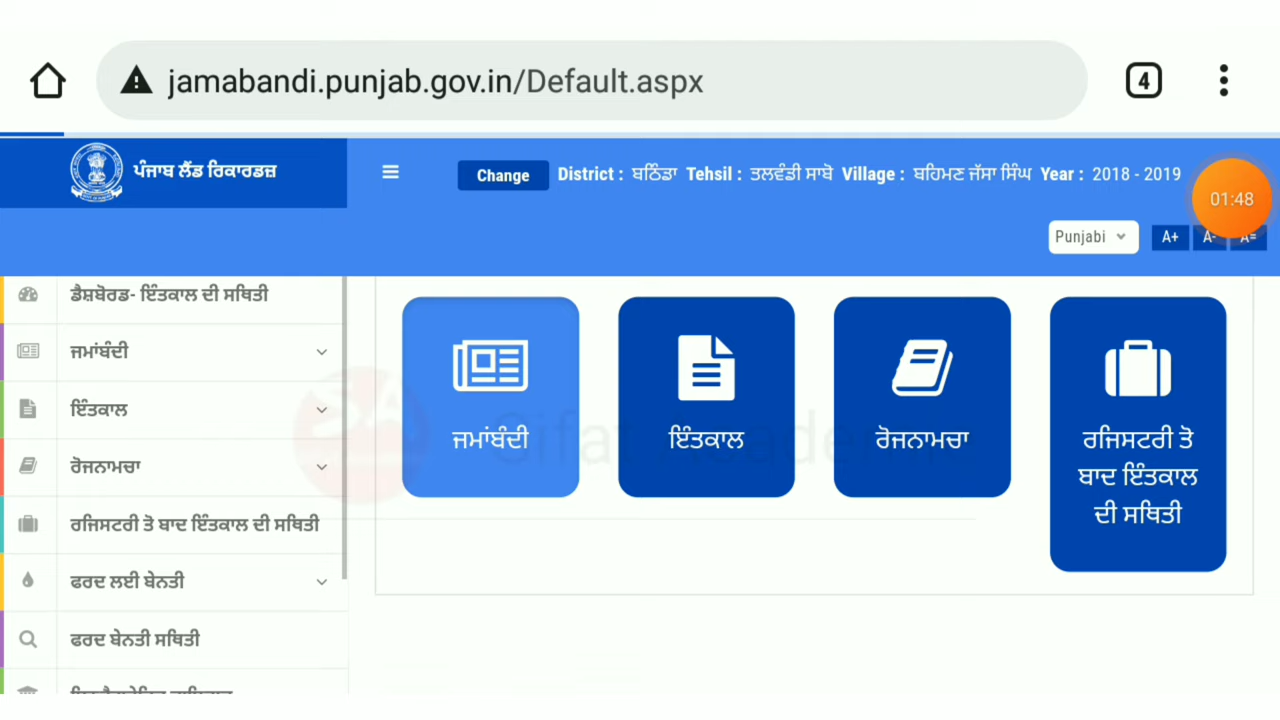 jamabandi.punjab.gov.in/Default.aspx
4
ਪੰਜਾਬ ਲੈਂਡ ਰਿਕਾਰਡਜ਼
Change District : ਬਠਿੰਡਾ Tehsil : ਤਲਵੰਡੀ ਸਾਬੋ Village : ਬਹਿਮਣ ਜੱਸਾ ਸਿੰਘ Year : 2018 - 2019
01:48
Punjabi A+ A- A=
ਡੈਸ਼ਬੋਰਡ- ਇੰਤਕਾਲ ਦੀ ਸਥਿਤੀ
ਜਮਾਂਬੰਦੀ
ਇੰਤਕਾਲ
ਰੋਜਨਾਮਚਾ
ਰਜਿਸਟਰੀ ਤੋ ਬਾਦ ਇੰਤਕਾਲ ਦੀ ਸਥਿਤੀ
ਫਰਦ ਲਈ ਬੇਨਤੀ
ਫਰਦ ਬੇਨਤੀ ਸਥਿਤੀ
ਜਮਾਂਬੰਦੀ
ਇੰਤਕਾਲ
ਰੋਜਨਾਮਚਾ
ਰਜਿਸਟਰੀ ਤੋ
ਬਾਦ ਇੰਤਕਾਲ
ਦੀ ਸਥਿਤੀ